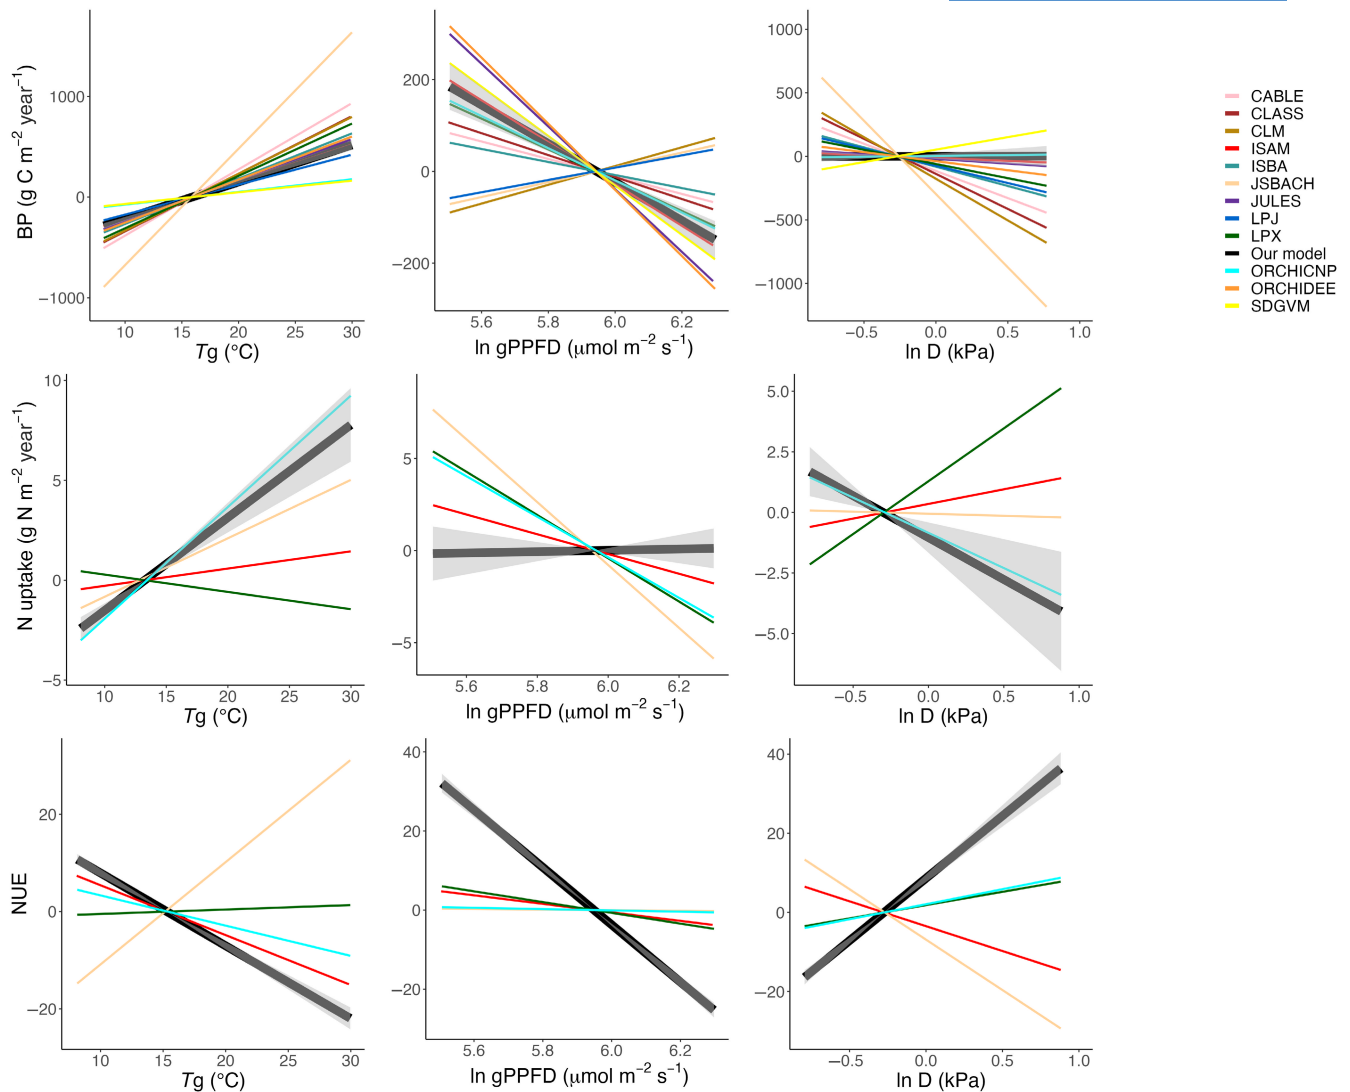 BP (g C m⁻² year⁻¹)
1000
0
−1000
10 15 20 25 30
Tg (°C)
200
0
−200
5.6 5.8 6.0 6.2
ln gPPFD (μmol m⁻² s⁻¹)
1000
500
0
−500
−1000
−0.5 0.0 0.5 1.0
ln D (kPa)
CABLE
CLASS
CLM
ISAM
ISBA
JSBACH
JULES
LPJ
LPX
Our model
ORCHICNP
ORCHIDEE
SDGVM
N uptake (g N m⁻² year⁻¹)
10
5
0
−5
10 15 20 25 30
Tg (°C)
5
0
−5
5.6 5.8 6.0 6.2
ln gPPFD (μmol m⁻² s⁻¹)
5.0
2.5
0.0
−2.5
−5.0
−0.5 0.0 0.5 1.0
ln D (kPa)
NUE
20
0
−20
10 15 20 25 30
Tg (°C)
40
20
0
−20
5.6 5.8 6.0 6.2
ln gPPFD (μmol m⁻² s⁻¹)
40
20
0
−20
−0.5 0.0 0.5 1.0
ln D (kPa)